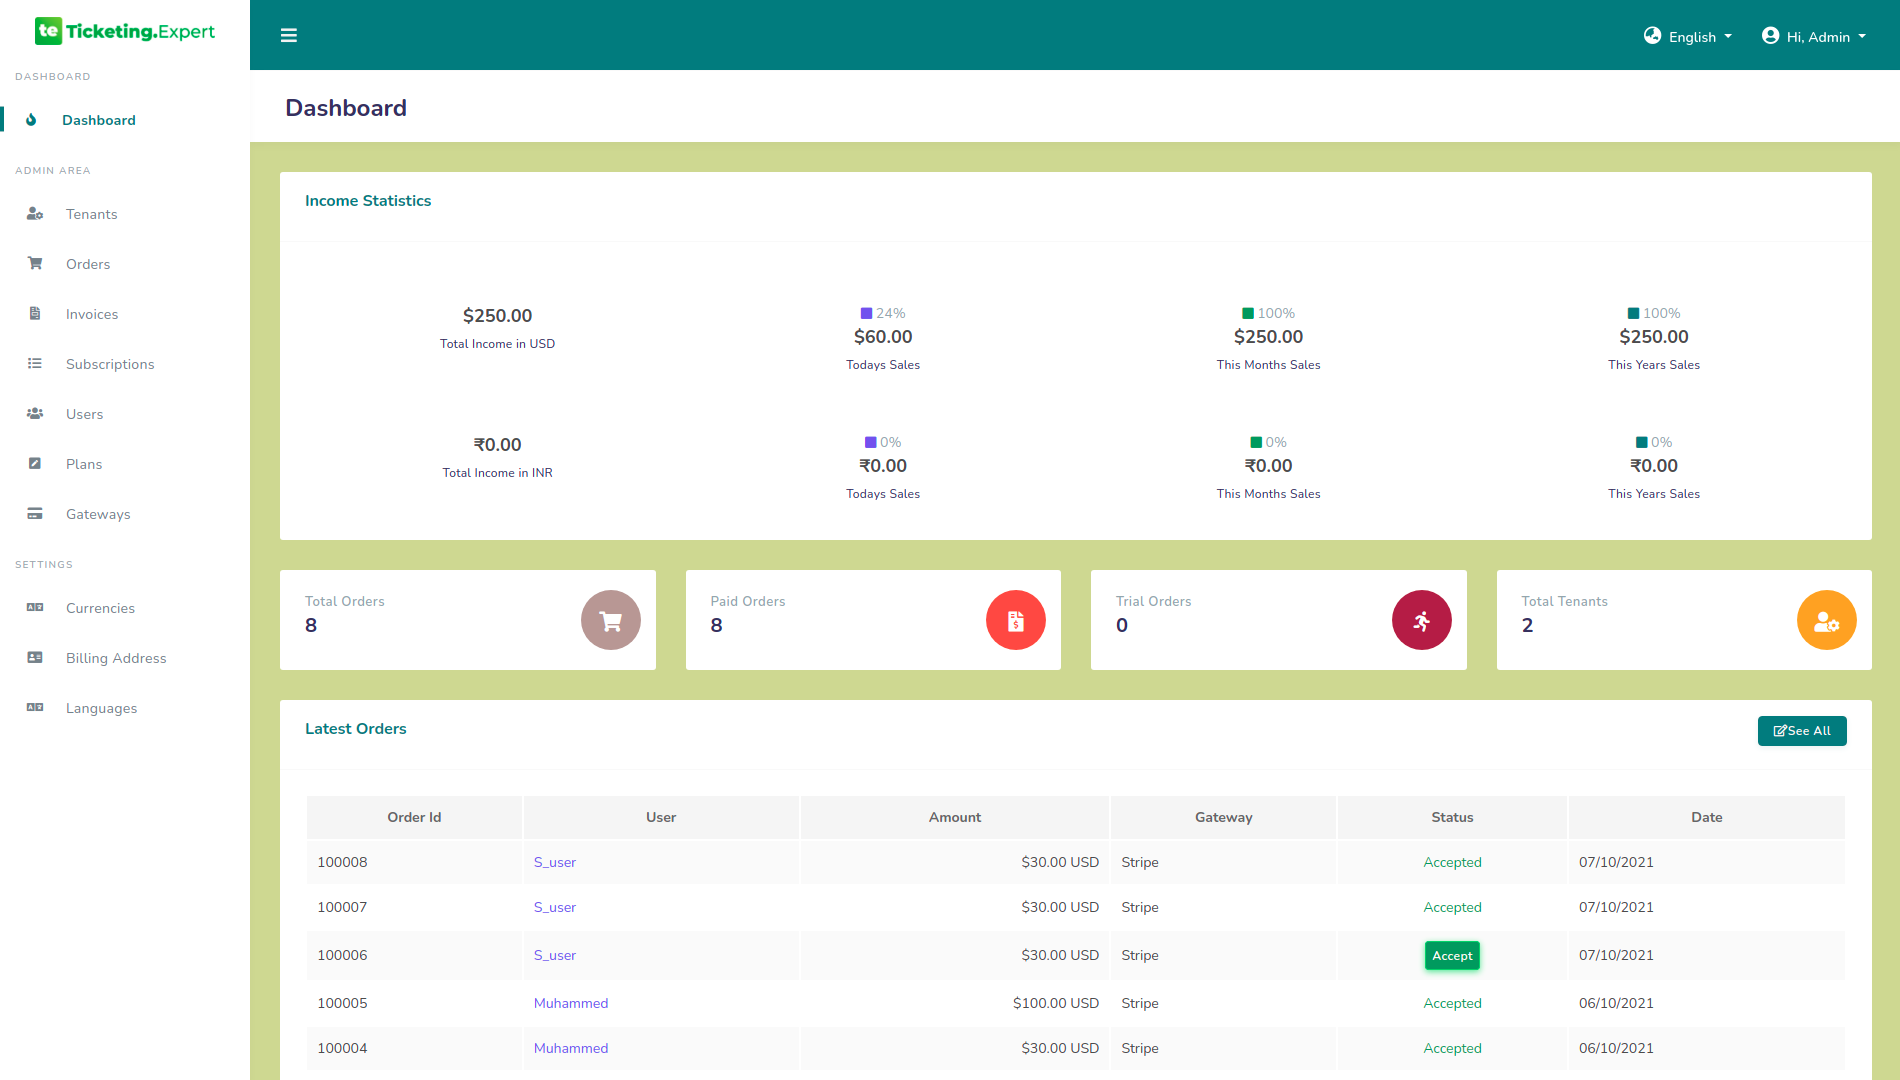 te Ticketing.Expert
English
Hi, Admin
DASHBOARD
Dashboard
ADMIN AREA
Tenants
Orders
Invoices
Subscriptions
Users
Plans
Gateways
SETTINGS
Currencies
Billing Address
Languages
Dashboard
Income Statistics
$250.00
Total Income in USD
24%
$60.00
Todays Sales
100%
$250.00
This Months Sales
100%
$250.00
This Years Sales
₹0.00
Total Income in INR
0%
₹0.00
Todays Sales
0%
₹0.00
This Months Sales
0%
₹0.00
This Years Sales
Total Orders
8
Paid Orders
8
Trial Orders
0
Total Tenants
2
Latest Orders
See All
Order Id User Amount Gateway Status Date
100008 S_user $30.00 USD Stripe Accepted 07/10/2021
100007 S_user $30.00 USD Stripe Accepted 07/10/2021
100006 S_user $30.00 USD Stripe Accept 07/10/2021
100005 Muhammed $100.00 USD Stripe Accepted 06/10/2021
100004 Muhammed $30.00 USD Stripe Accepted 06/10/2021